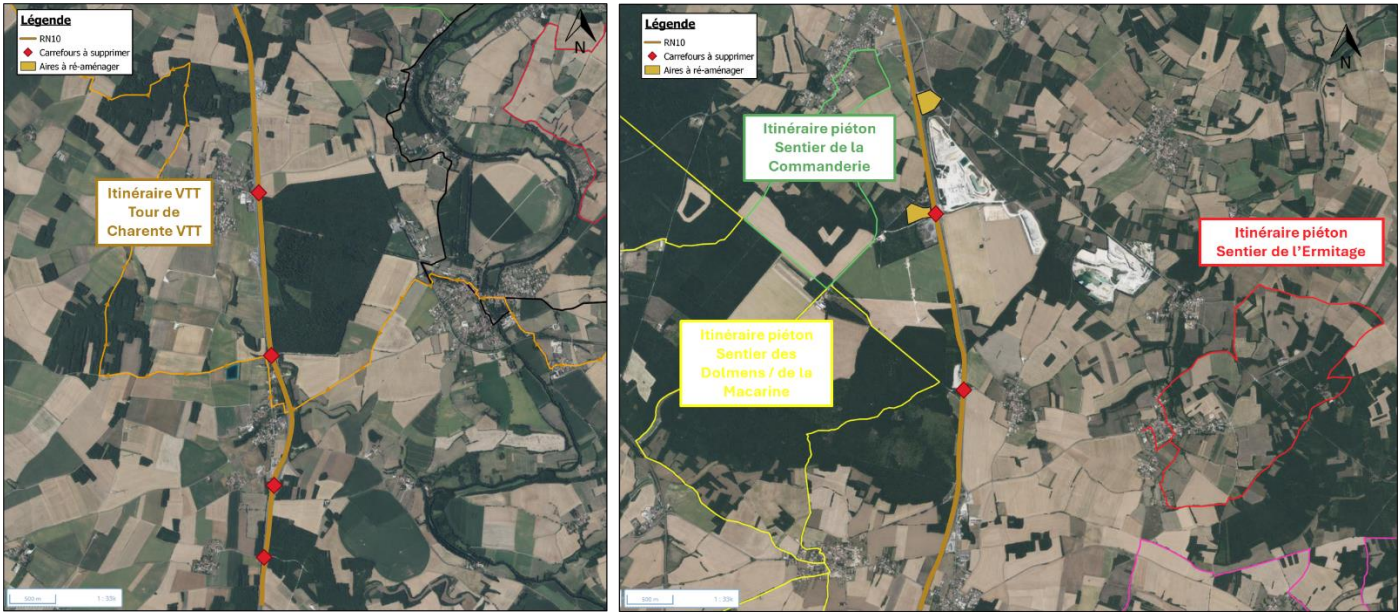 Légende
RN10
Carrefours à supprimer
Aires à ré-aménager
N
Itinéraire VTT
Tour de
Charente VTT
500 m
1 : 33k
Légende
RN10
Carrefours à supprimer
Aires à ré-aménager
N
Itinéraire piéton
Sentier de la
Commanderie
Itinéraire piéton
Sentier de l'Ermitage
Itinéraire piéton
Sentier des
Dolmens / de la
Macarine
500 m
1 : 33k